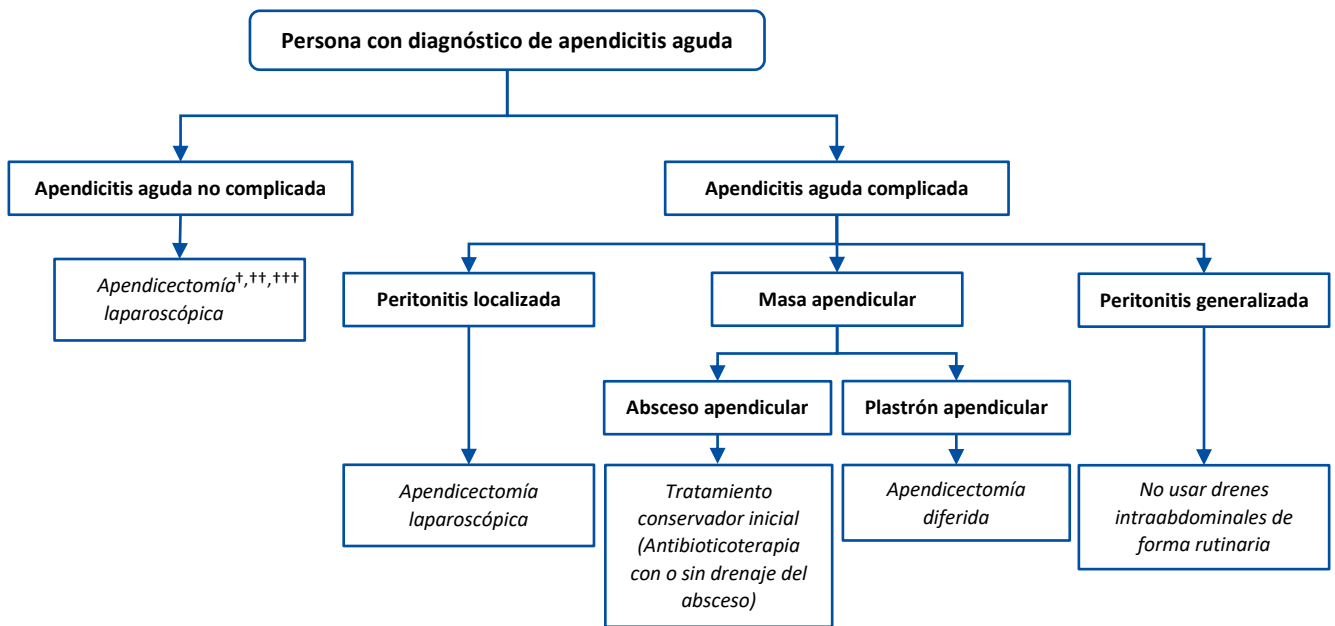 Persona con diagnóstico de apendicitis aguda
Apendicitis aguda no complicada
Apendicitis aguda complicada
Apendicectomía†,††,†††
laparoscópica
Peritonitis localizada
Masa apendicular
Peritonitis generalizada
Absceso apendicular
Plastrón apendicular
Apendicectomía
laparoscópica
Tratamiento
conservador inicial
(Antibioticoterapia
con o sin drenaje del
absceso)
Apendicectomía
diferida
No usar drenes
intraabdominales de
forma rutinaria